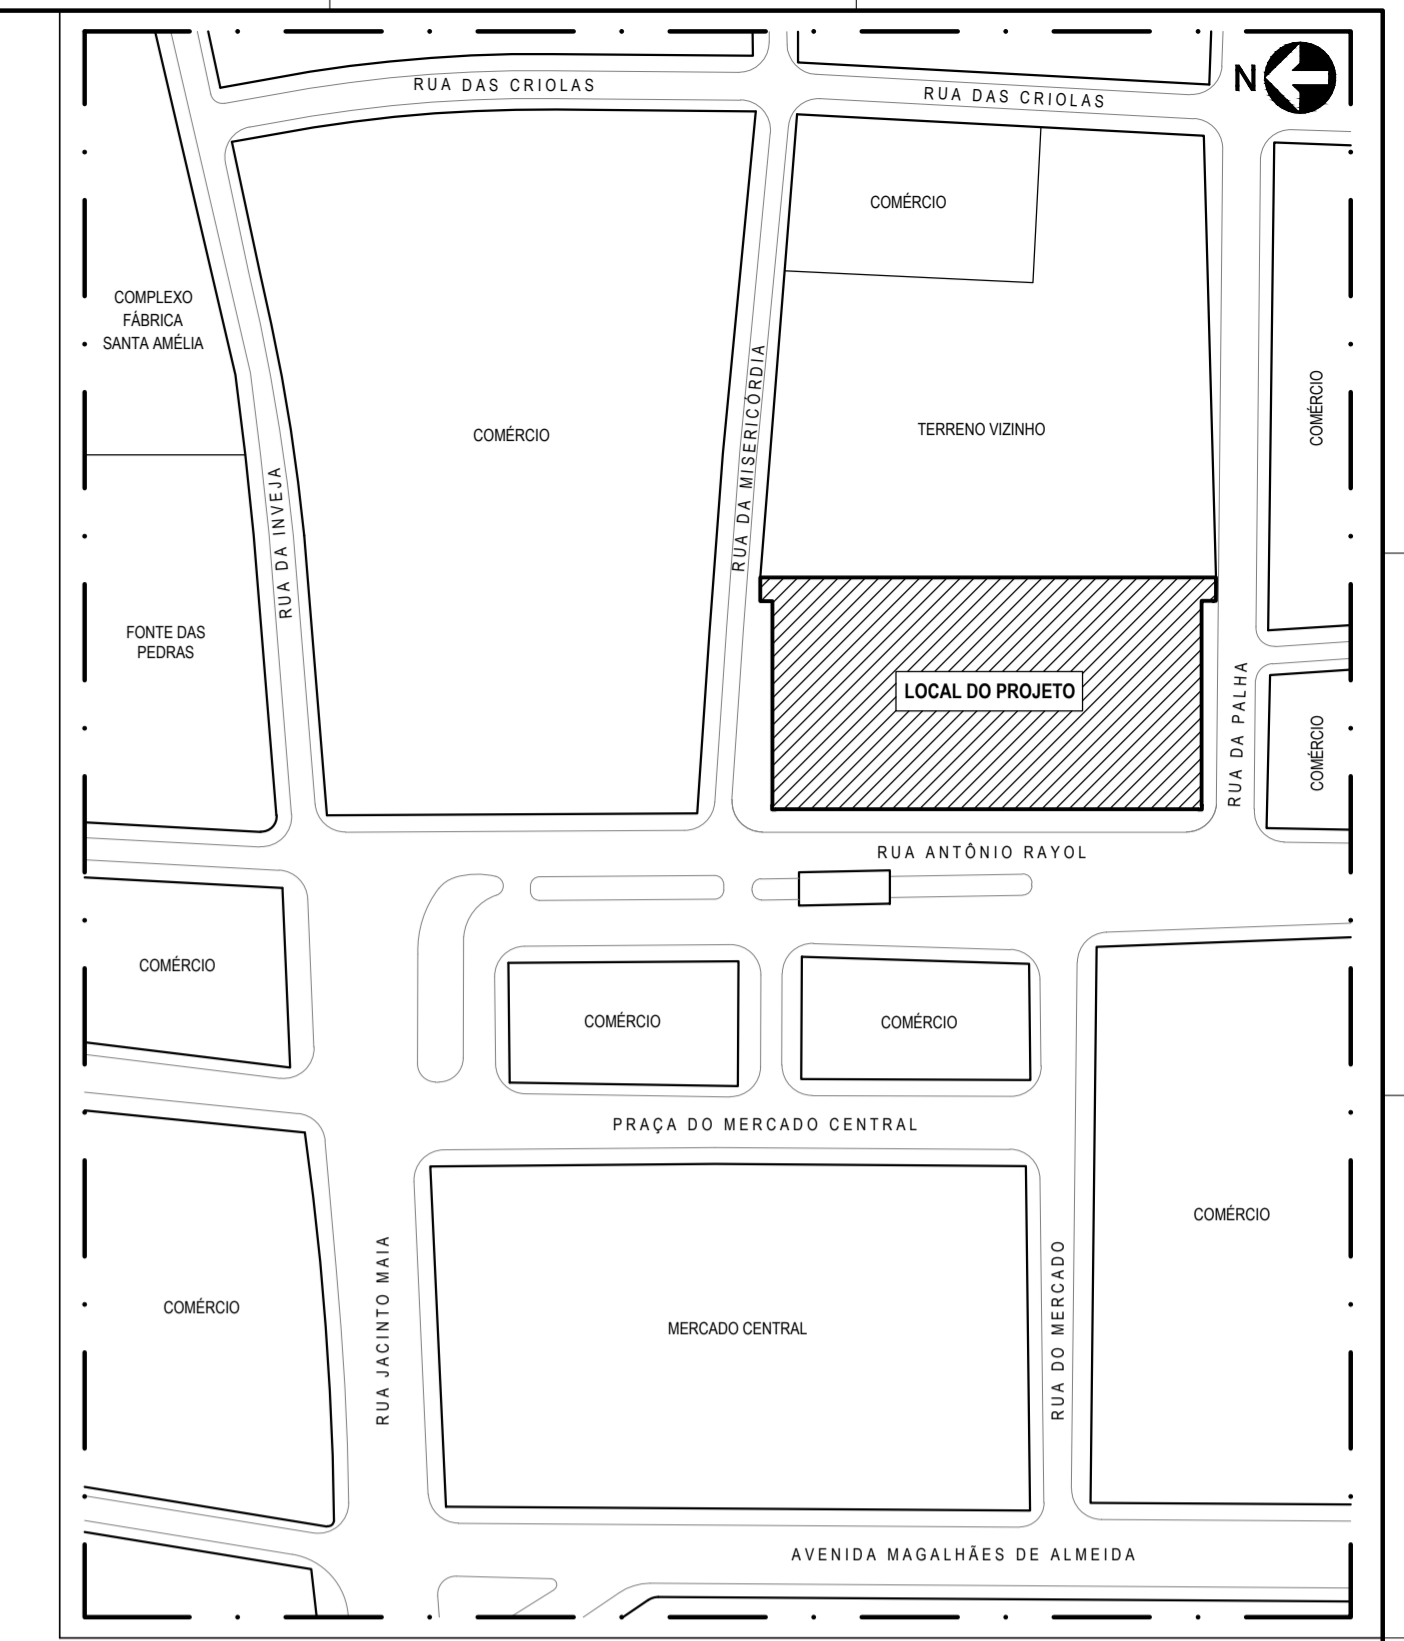 RUA DAS CRIOLAS
RUA DAS CRIOLAS
N
COMÉRCIO
COMPLEXO
FÁBRICA
SANTA AMÉLIA
COMÉRCIO
RUA DA MISERICÓRDIA
TERRENO VIZINHO
COMÉRCIO
RUA DA INVEJA
FONTE DAS
PEDRAS
LOCAL DO PROJETO
RUA DA PALHA
COMÉRCIO
RUA ANTÔNIO RAYOL
COMÉRCIO
COMÉRCIO
COMÉRCIO
PRAÇA DO MERCADO CENTRAL
COMÉRCIO
COMÉRCIO
RUA JACINTO MAIA
MERCADO CENTRAL
RUA DO MERCADO
AVENIDA MAGALHÃES DE ALMEIDA